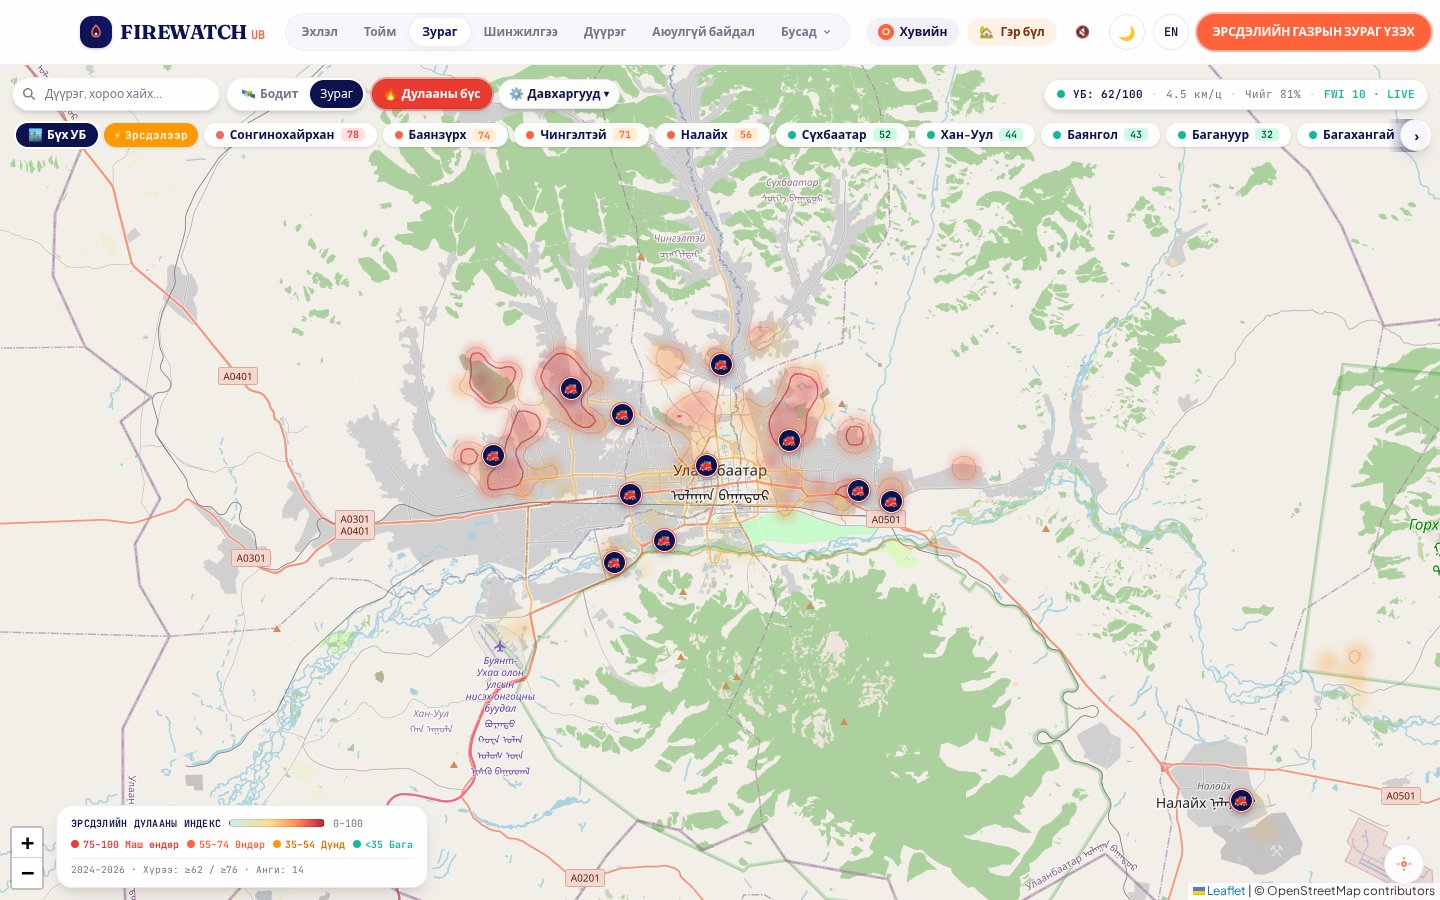 FIREWATCH UB
Эхлэл Тойм Зураг Шинжилгээ Дүүрэг Аюулгүй байдал Бусад
Хувийн Гэр бүл EN ЭРСДЭЛИЙН ГАЗРЫН ЗУРАГ ҮЗЭХ
Дүүрэг, хороо хайх... Бодит Зураг Дулааны бүс Давхаргууд ▾
УБ: 62/100 · 4.5 км/ц · Чийг 81% · FWI 10 · LIVE
Бүх УБ Эрсдэлээр Сонгинохайрхан 78 Баянзүрх 74 Чингэлтэй 71 Налайх 56 Сүхбаатар 52 Хан-Уул 44 Баянгол 43 Багануур 32 Багахангай ›
Сүхбаатар
Чингэлтэй
A0401
A0301
A0401
A0301
A0501
Буянт-
Ухаа олон
улсын
нисэх онгоцны
буудал
Хан-Уул
Налайх
Налайх
A0501
A0201
Улаанбаатар
ЭРСДЭЛИЙН ДУЛААНЫ ИНДЕКС 0–100
75–100 Маш өндөр 55–74 Өндөр 35–54 Дунд <35 Бага
2024–2026 · Хүрээ: ≥62 / ≥76 · Анги: 14
+
−
Leaflet | © OpenStreetMap contributors